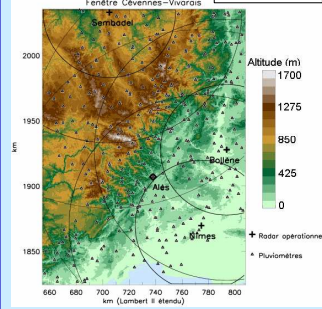 Fenêtre Cévennes-Vivarais
Sembadel
2000
Altitude (m)
1700
1950
1275
km
850
Bollène
425
1900
Alès
0
Nîmes
Radar opérationne
1850
Pluviomètres
660 680 700 720 740 760 780 800
km (Lambert II étendu)